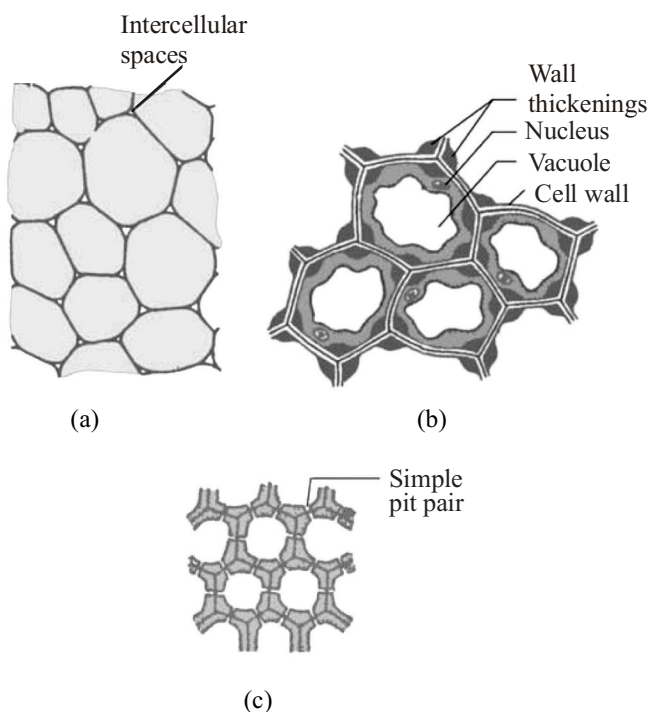 Intercellular
spaces
Wall
thickenings
Nucleus
Vacuole
Cell wall
(a)
(b)
Simple
pit pair
(c)